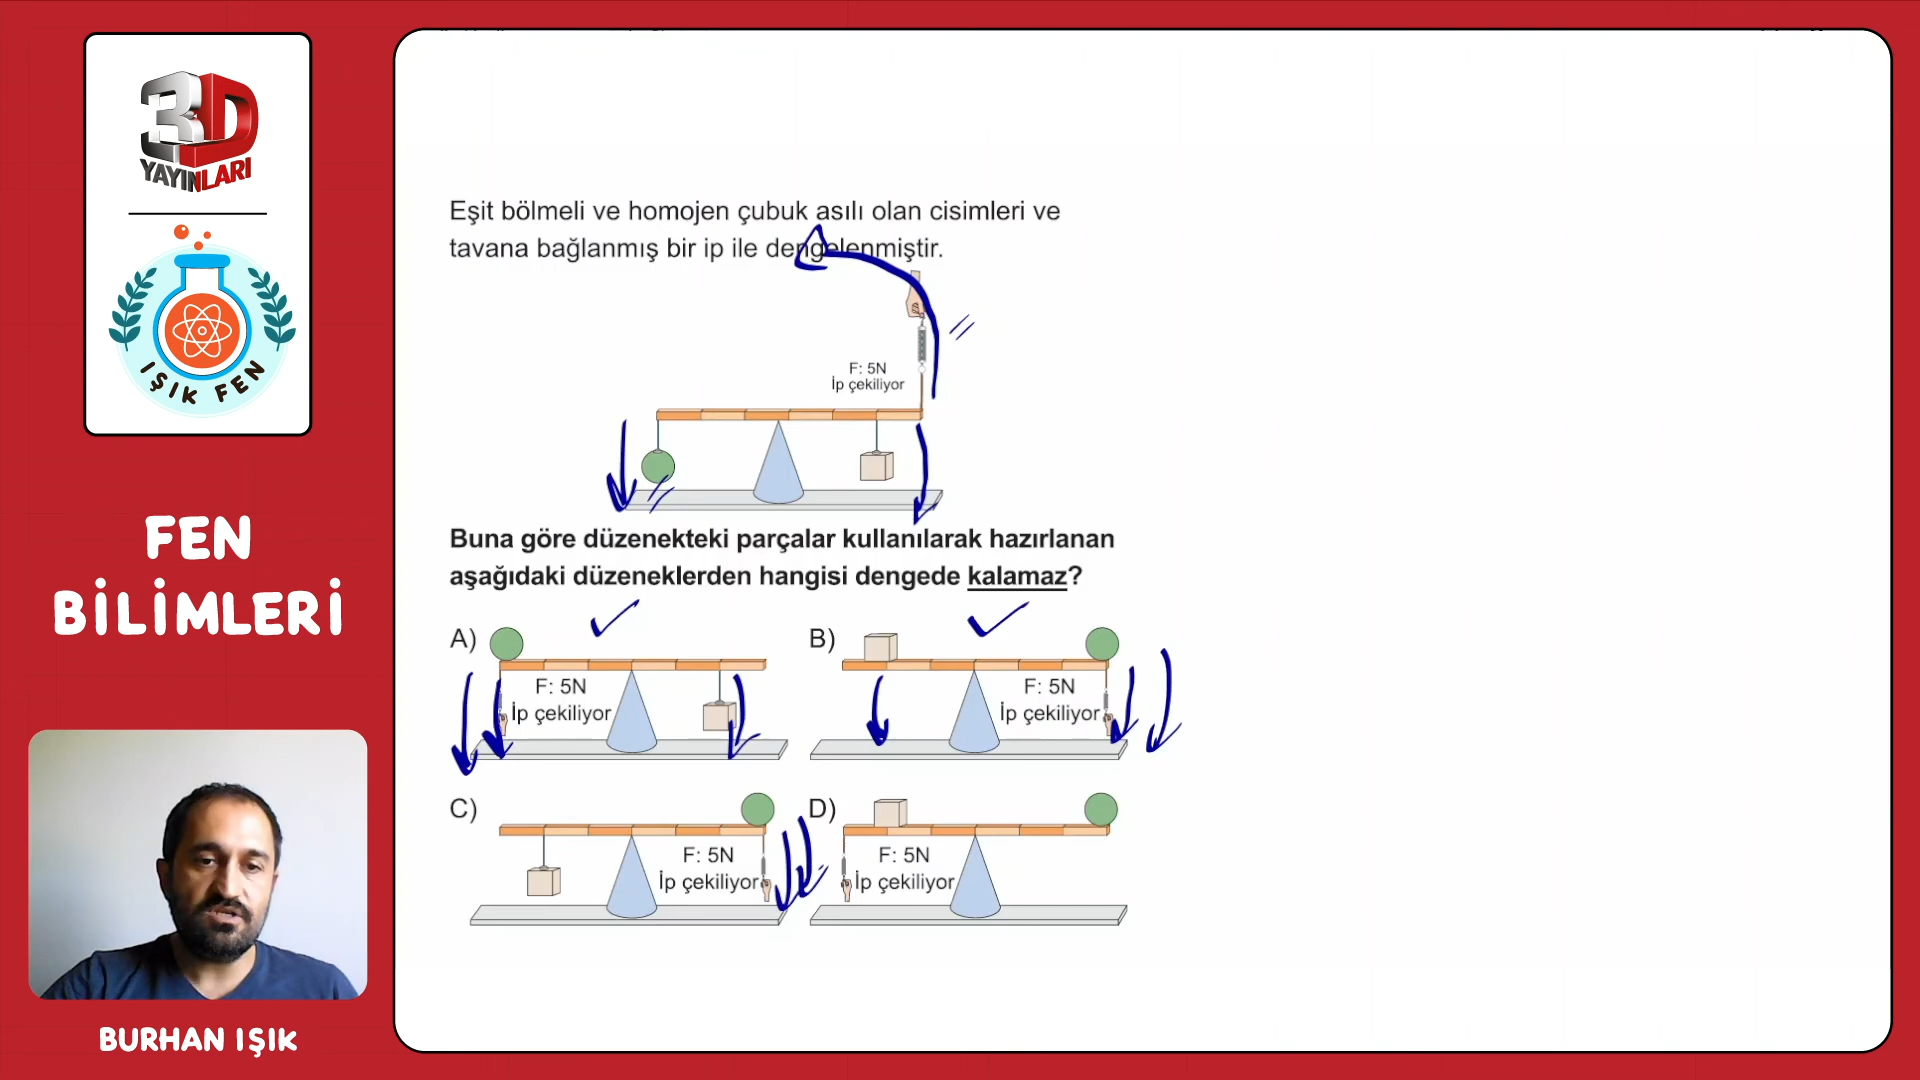 3D
YAYINLARI
IŞIK FEN
FEN
BİLİMLERİ
BURHAN IŞIK
Eşit bölmeli ve homojen çubuk asılı olan cisimleri ve
tavana bağlanmış bir ip ile dengelenmiştir.
F: 5N
İp çekiliyor
Buna göre düzenekteki parçalar kullanılarak hazırlanan
aşağıdaki düzeneklerden hangisi dengede kalamaz?
A)
F: 5N
İp çekiliyor
B)
F: 5N
İp çekiliyor
C)
F: 5N
İp çekiliyor
D)
F: 5N
İp çekiliyor